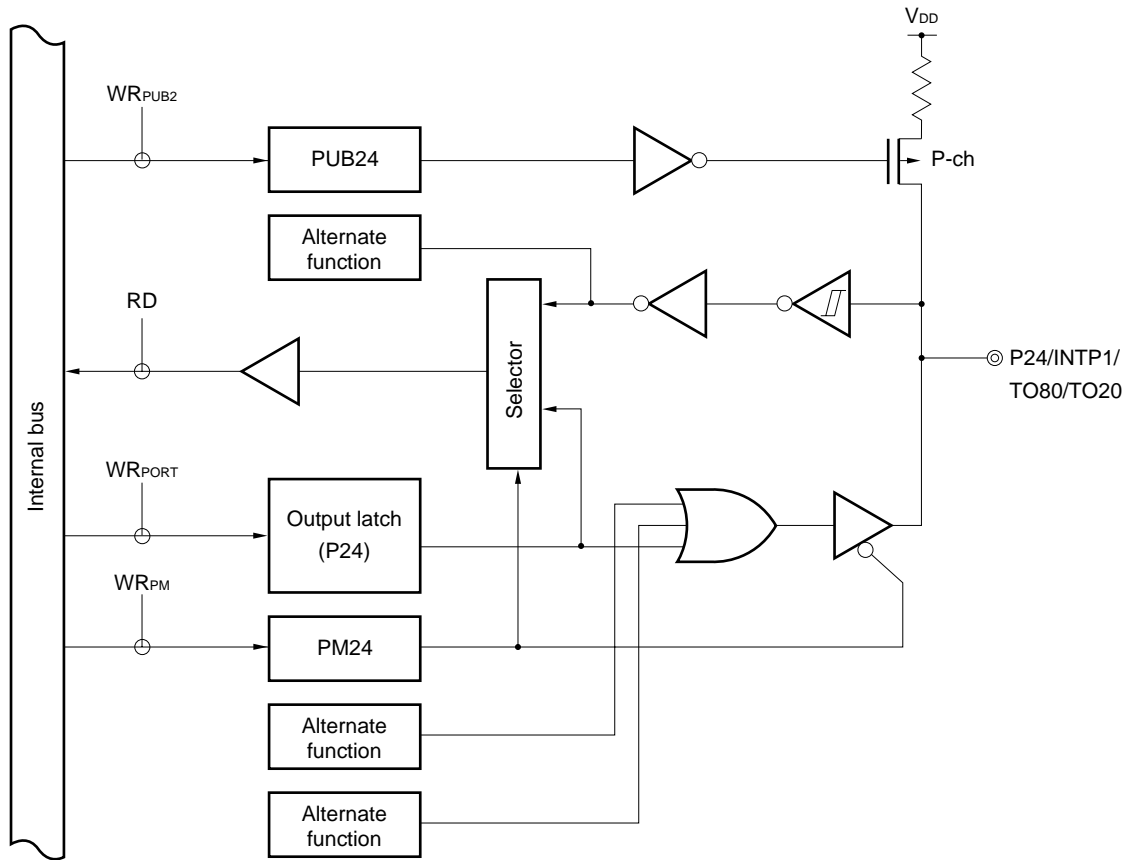 VDD
WRPUB2
PUB24
P-ch
Alternate
function
RD
Selector
P24/INTP1/
TO80/TO20
Internal bus
WRPORT
Output latch
(P24)
WRPM
PM24
Alternate
function
Alternate
function